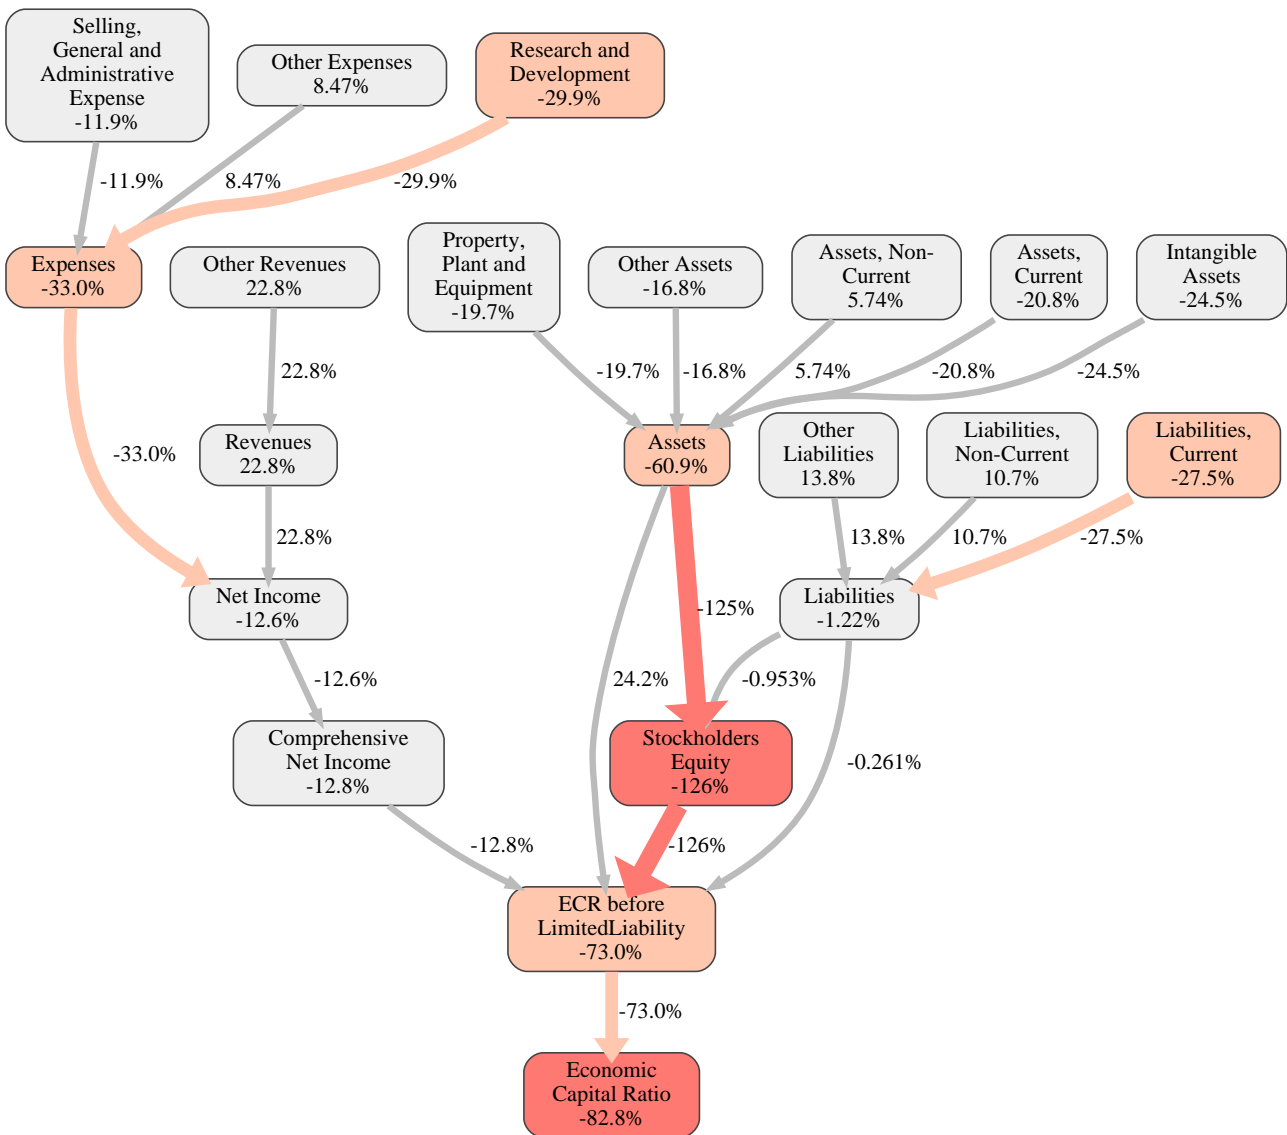 Selling,
General and
Administrative
Expense
-11.9%
Other Expenses
8.47%
Research and
Development
-29.9%
-11.9%
8.47%
-29.9%
Expenses
-33.0%
Other Revenues
22.8%
Property,
Plant and
Equipment
-19.7%
Other Assets
-16.8%
Assets, Non-
Current
5.74%
Assets,
Current
-20.8%
Intangible
Assets
-24.5%
22.8%
-19.7%
-16.8%
5.74%
-20.8%
-24.5%
-33.0%
Revenues
22.8%
Assets
-60.9%
Other
Liabilities
13.8%
Liabilities,
Non-Current
10.7%
Liabilities,
Current
-27.5%
22.8%
13.8%
10.7%
-27.5%
Net Income
-12.6%
-125%
Liabilities
-1.22%
-12.6%
24.2%
-0.953%
Comprehensive
Net Income
-12.8%
Stockholders
Equity
-126%
-0.261%
-12.8%
-126%
ECR before
LimitedLiability
-73.0%
-73.0%
Economic
Capital Ratio
-82.8%